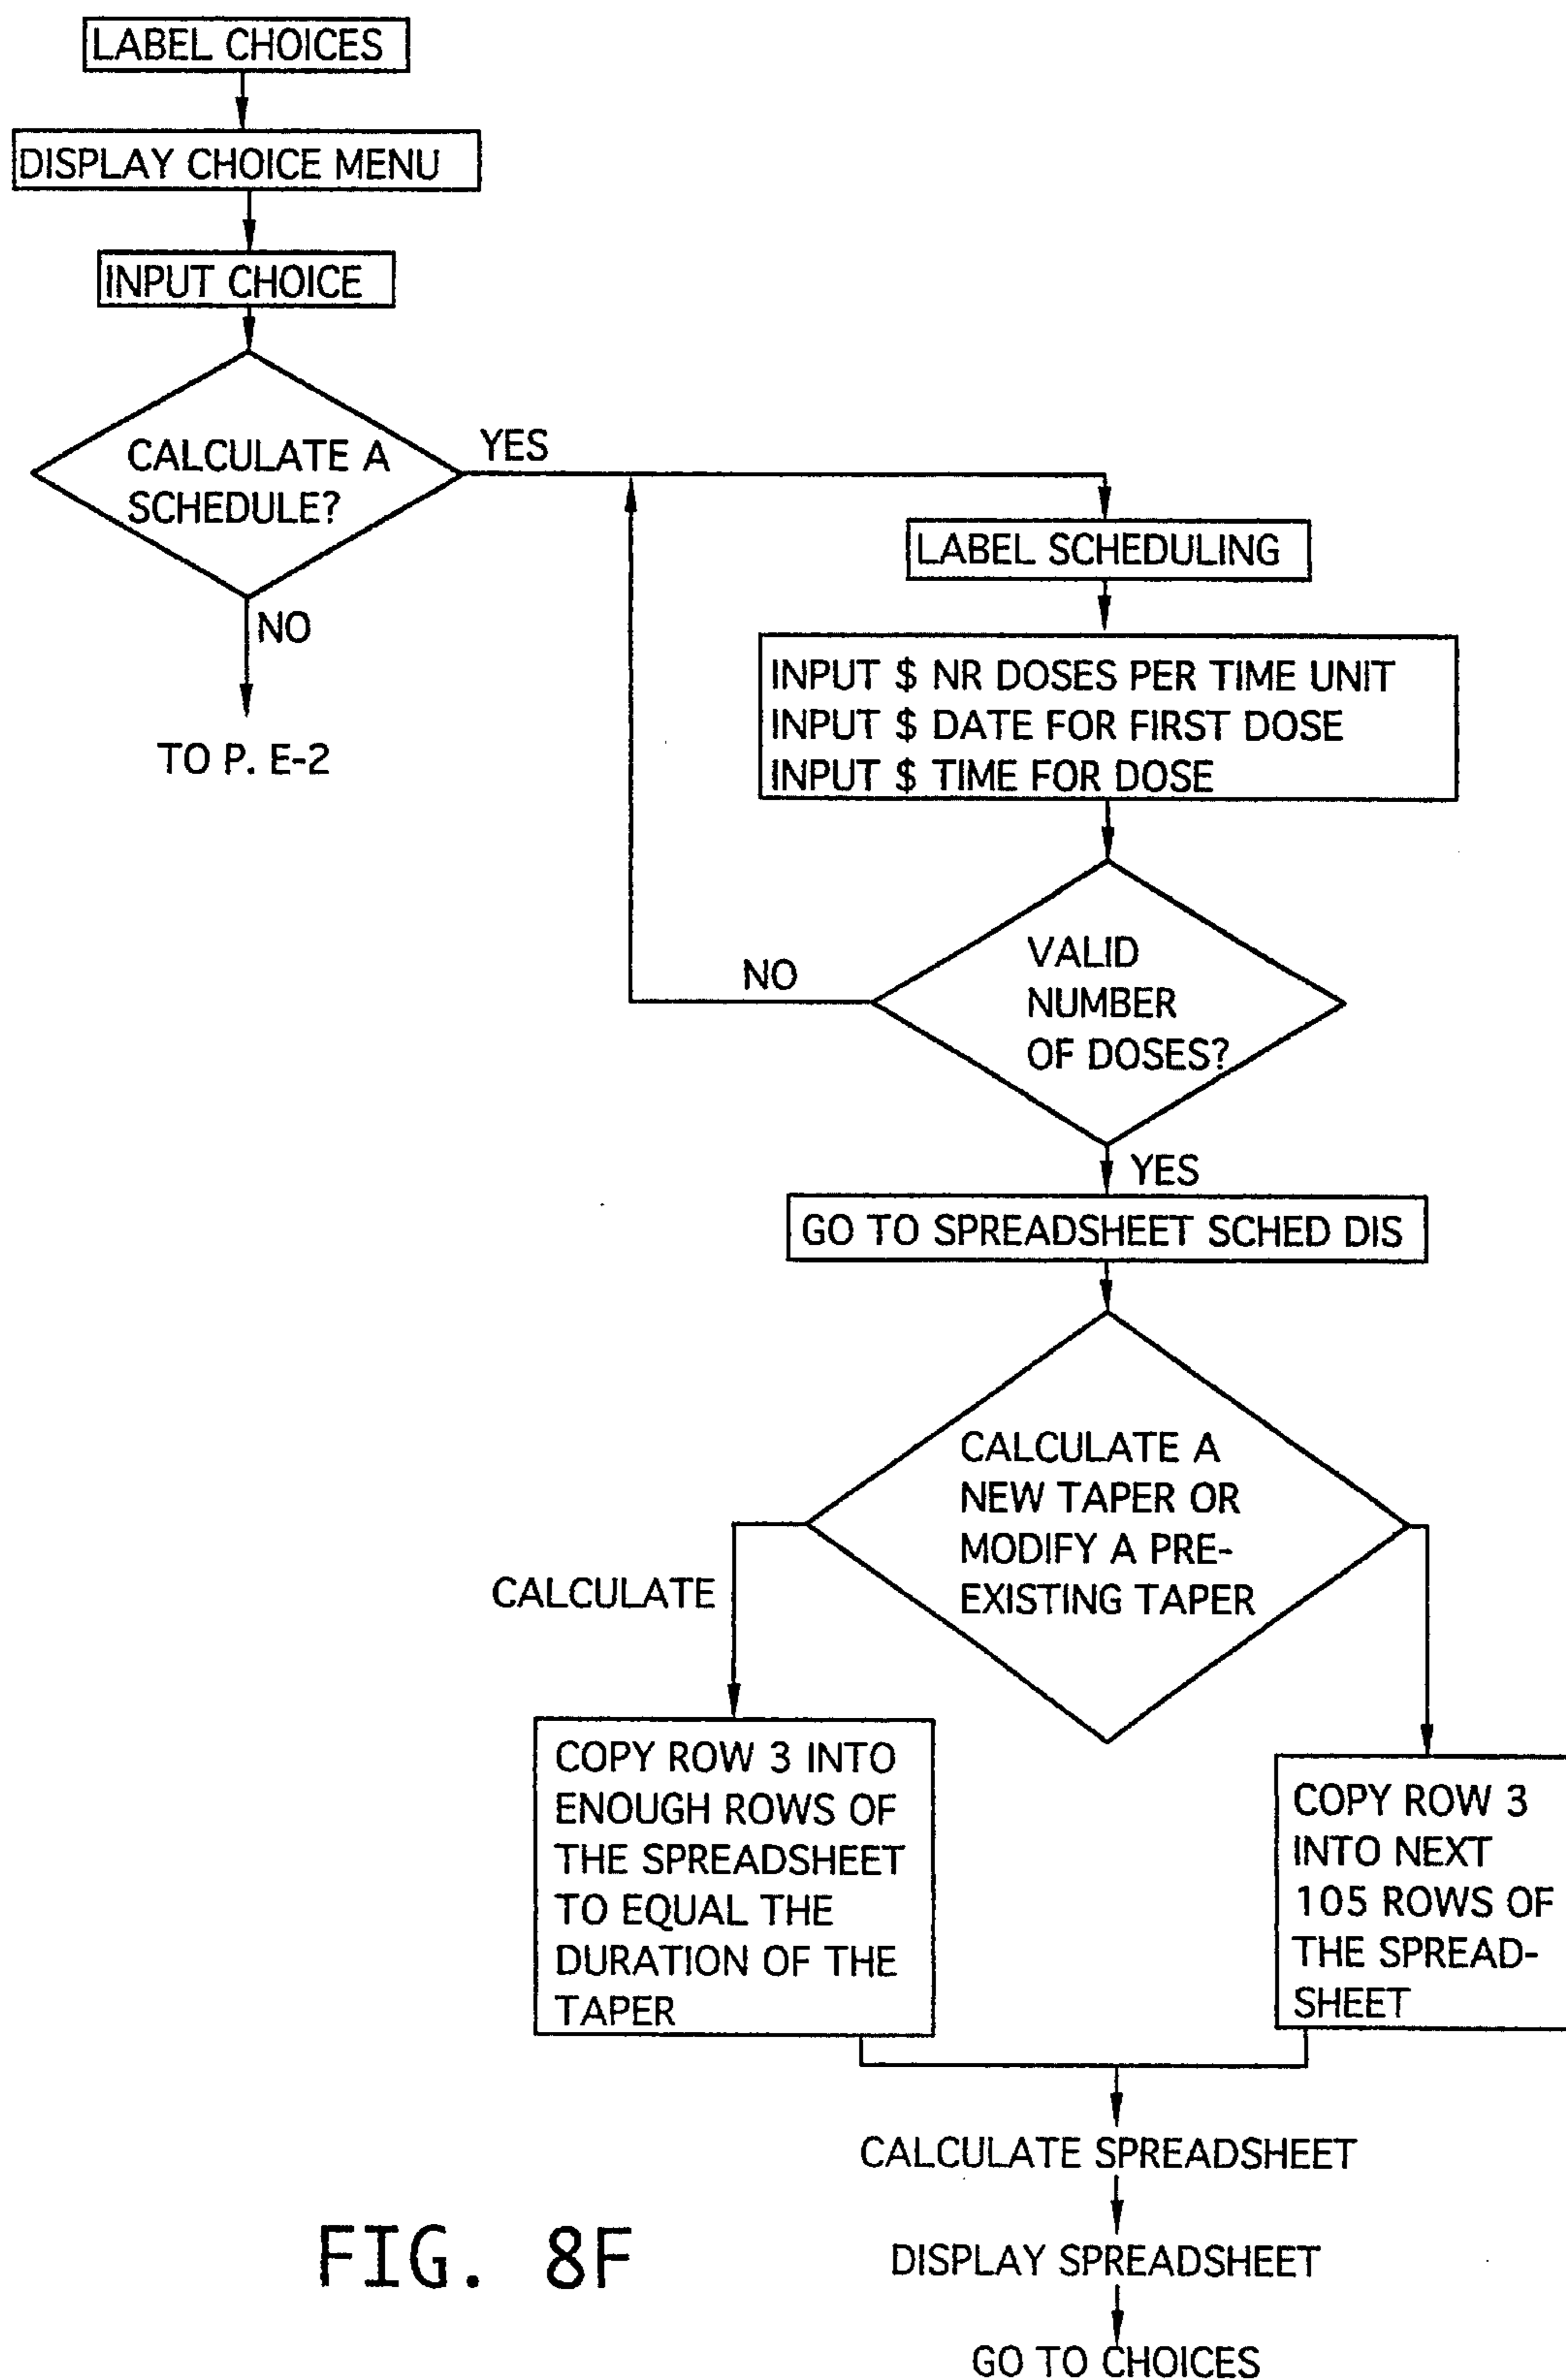 LABEL CHOICES
DISPLAY CHOICE MENU
INPUT CHOICE
CALCULATE A
SCHEDULE?
YES
NO
TO P. E-2
LABEL SCHEDULING
INPUT $ NR DOSES PER TIME UNIT
INPUT $ DATE FOR FIRST DOSE
INPUT $ TIME FOR DOSE
VALID
NUMBER
OF DOSES?
NO
YES
GO TO SPREADSHEET SCHED DIS
CALCULATE A
NEW TAPER OR
MODIFY A PRE-
EXISTING TAPER
CALCULATE
COPY ROW 3 INTO
ENOUGH ROWS OF
THE SPREADSHEET
TO EQUAL THE
DURATION OF THE
TAPER
COPY ROW 3
INTO NEXT
105 ROWS OF
THE SPREAD-
SHEET
CALCULATE SPREADSHEET
DISPLAY SPREADSHEET
GO TO CHOICES
FIG. 8F